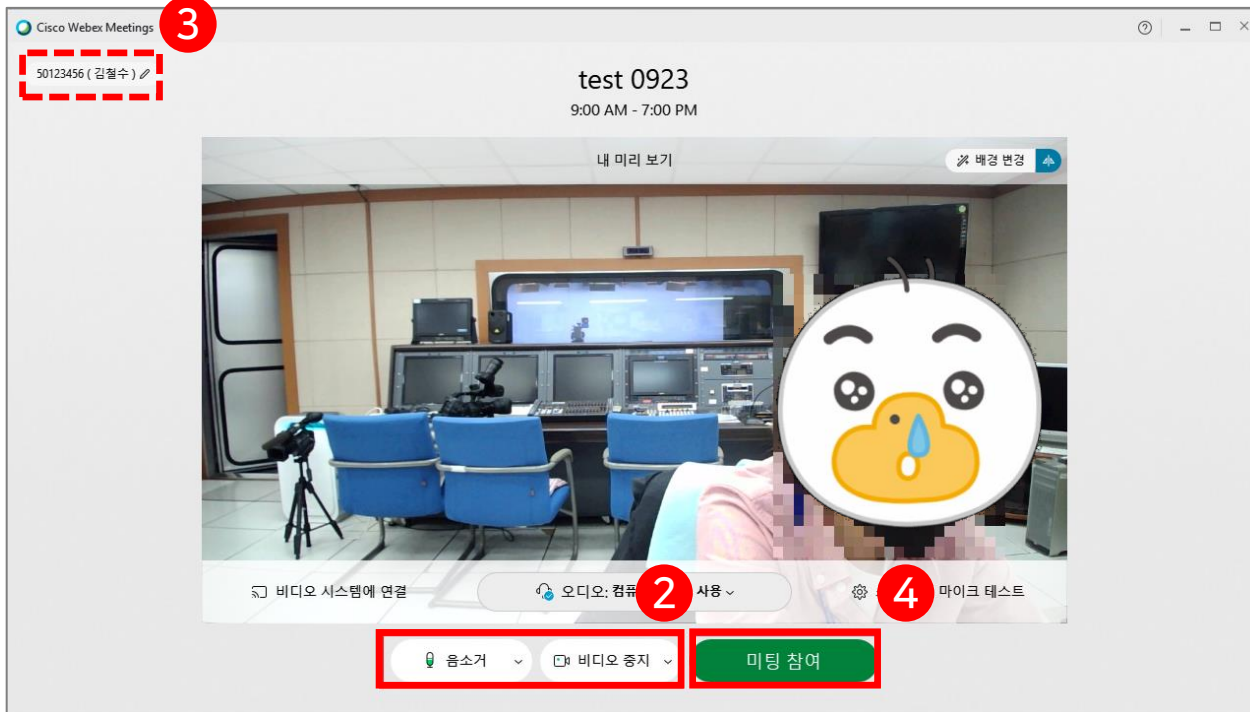 Cisco Webex Meetings
3
50123456 ( 김철수 )
test 0923
9:00 AM - 7:00 PM
내 미리 보기
배경 변경
비디오 시스템에 연결
오디오: 사용
2
4
마이크 테스트
음소거
비디오 중지
미팅 참여